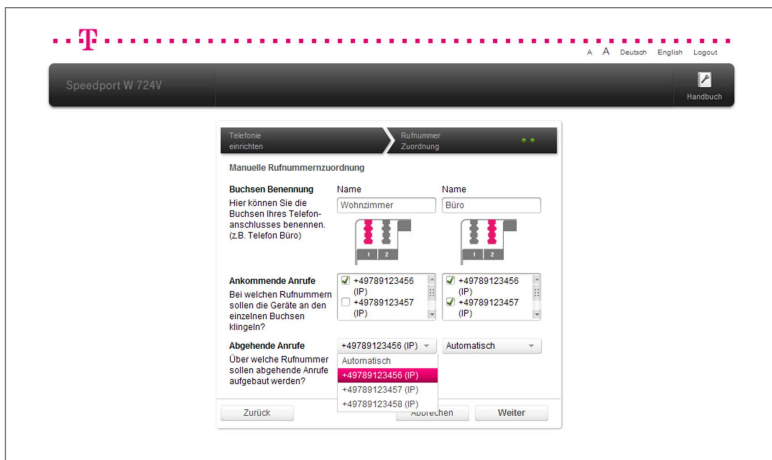 T
A A Deutsch English Logout
Speedport W 724V
Handbuch
Telefonie
einrichten
Rufnummer
Zuordnung
Manuelle Rufnummernzuordnung
Buchsen Benennung
Hier können Sie die
Buchsen Ihres Telefon-
anschlusses benennen.
(z.B. Telefon Büro)
Name
Wohnzimmer
1 2
Name
Büro
1 2
Ankommende Anrufe
Bei welchen Rufnummern
sollen die Geräte an den
einzelnen Buchsen
klingeln?
+49789123456
(IP)
+49789123457
(IP)
+49789123456
(IP)
+49789123457
(IP)
Abgehende Anrufe
Über welche Rufnummer
sollen abgehende Anrufe
aufgebaut werden?
+49789123456 (IP)
Automatisch
+49789123456 (IP)
+49789123457 (IP)
+49789123458 (IP)
Automatisch
Zurück
Abbrechen
Weiter